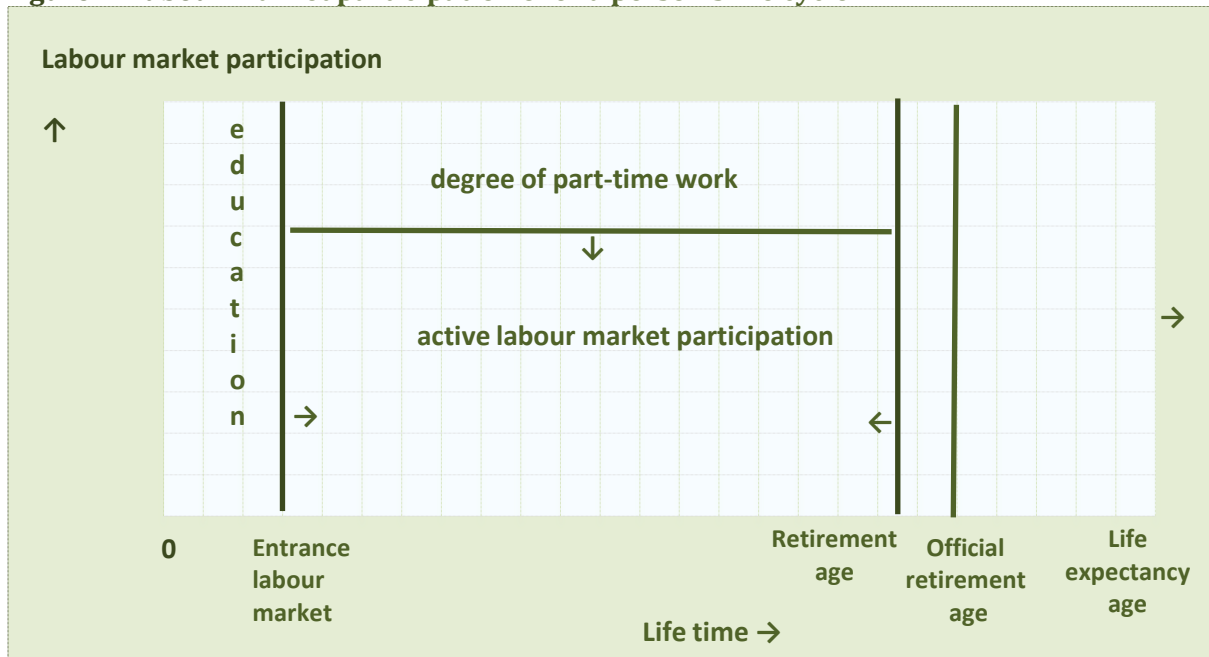 Labour market participation
↑
education
degree of part-time work
↓
active labour market participation
→
→
←
0
Entrance
labour
market
Retirement
age
Official
retirement
age
Life
expectancy
age
Life time →